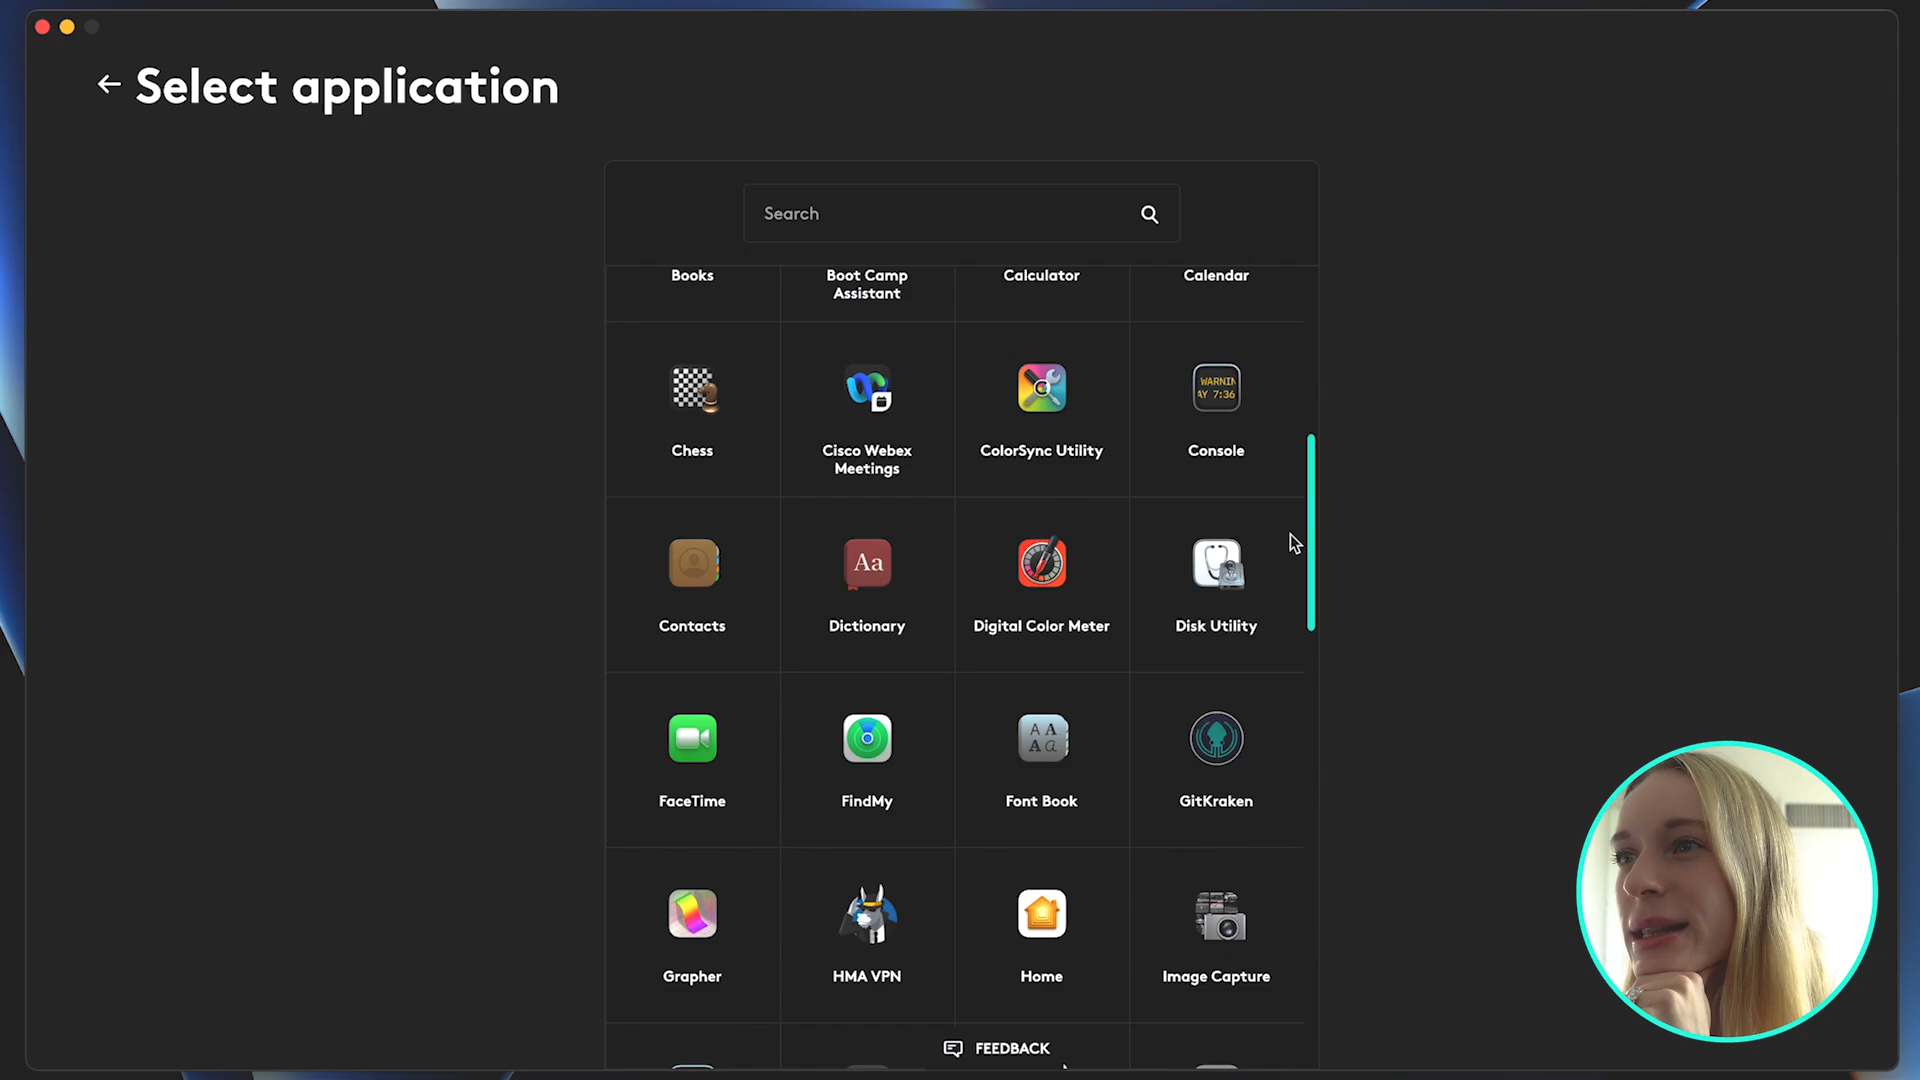 Select application
Search
Books
Boot Camp
Assistant
Calculator
Calendar
WARNIN
AY 7:36
Chess
Cisco Webex
Meetings
ColorSync Utility
Console
Aa
Contacts
Dictionary
Digital Color Meter
Disk Utility
A A
A a
FaceTime
FindMy
Font Book
GitKraken
Grapher
HMA VPN
Home
Image Capture
FEEDBACK